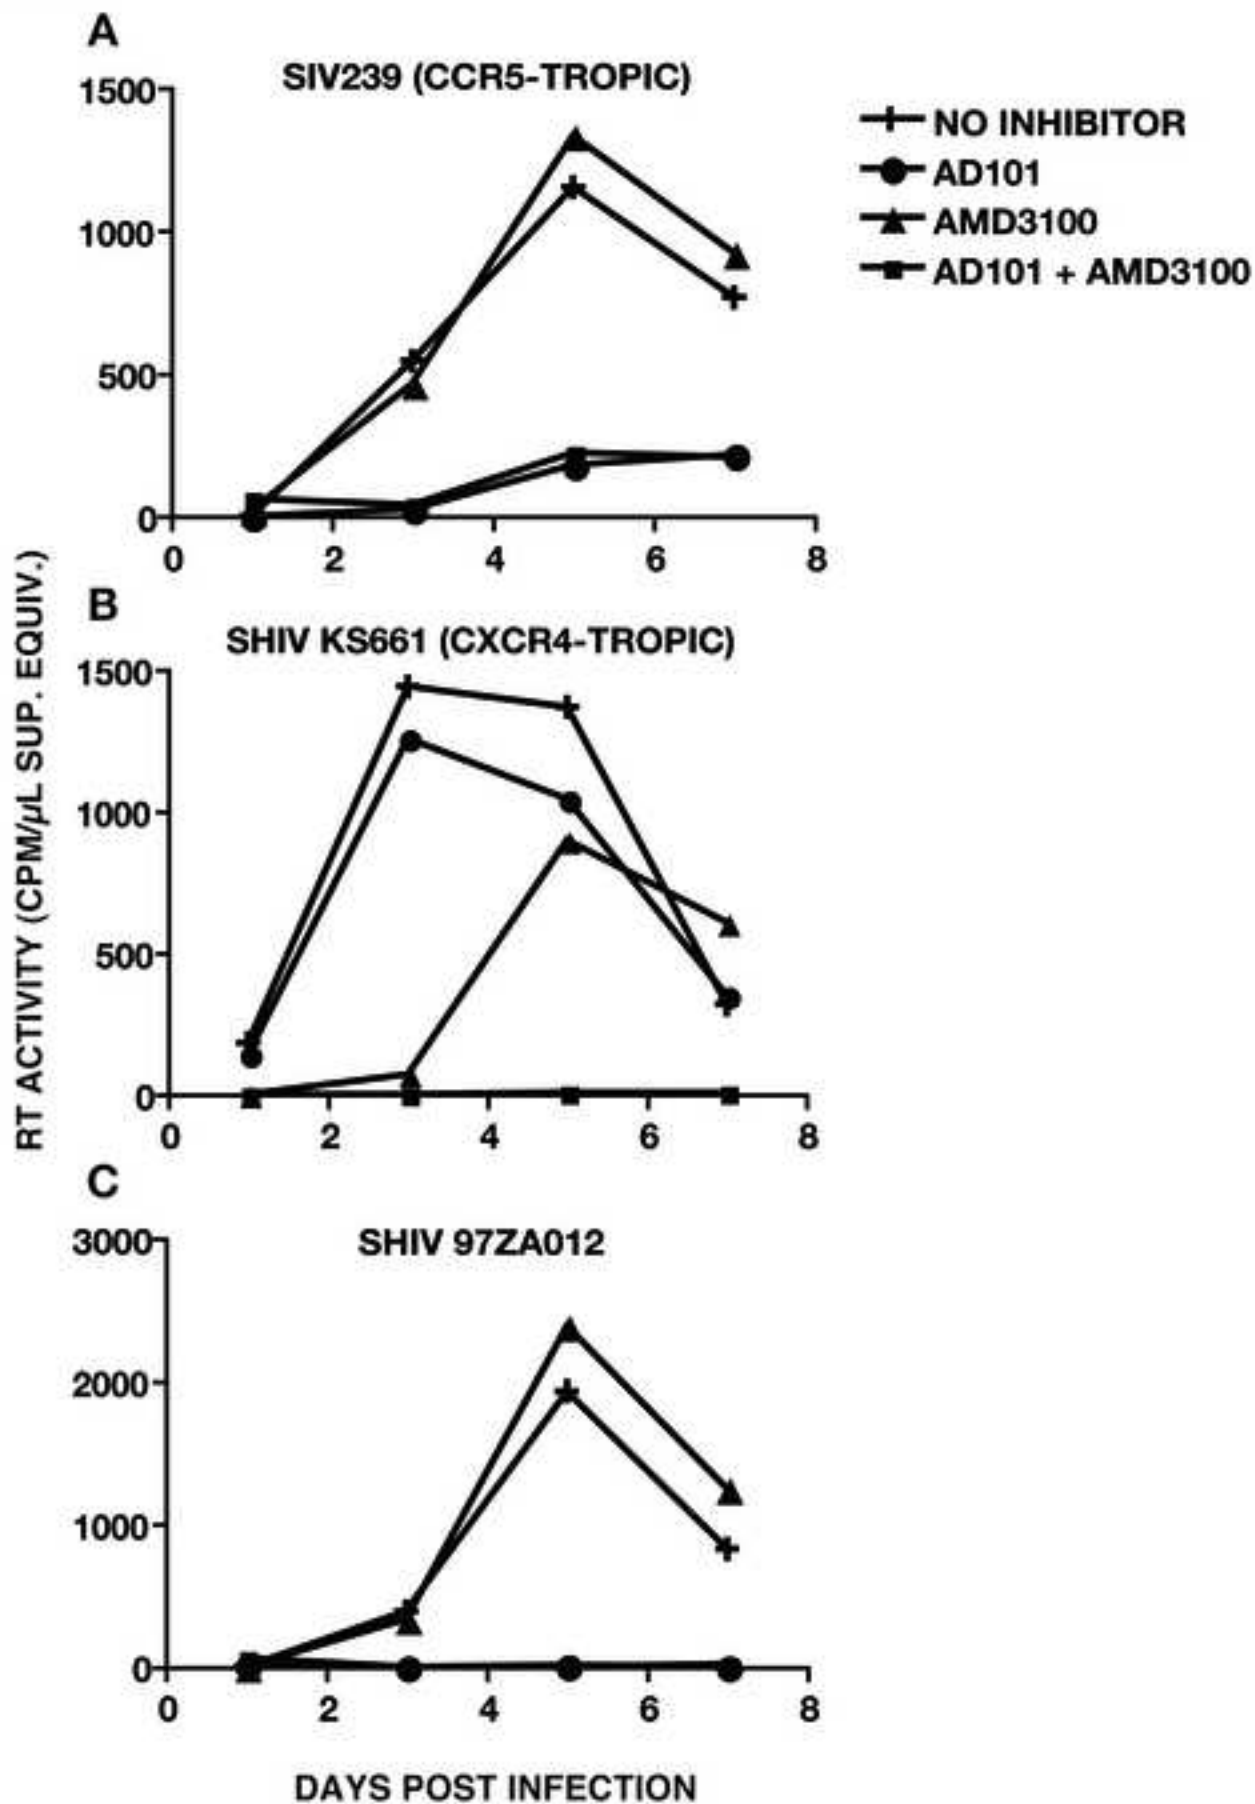 A
SIV239 (CCR5-TROPIC)
1500
1000
500
0
0 2 4 6 8
NO INHIBITOR
AD101
AMD3100
AD101 + AMD3100
RT ACTIVITY (CPM/µL SUP. EQUIV.)
B
SHIV KS661 (CXCR4-TROPIC)
1500
1000
500
0
0 2 4 6 8
C
SHIV 97ZA012
3000
2000
1000
0
0 2 4 6 8
DAYS POST INFECTION